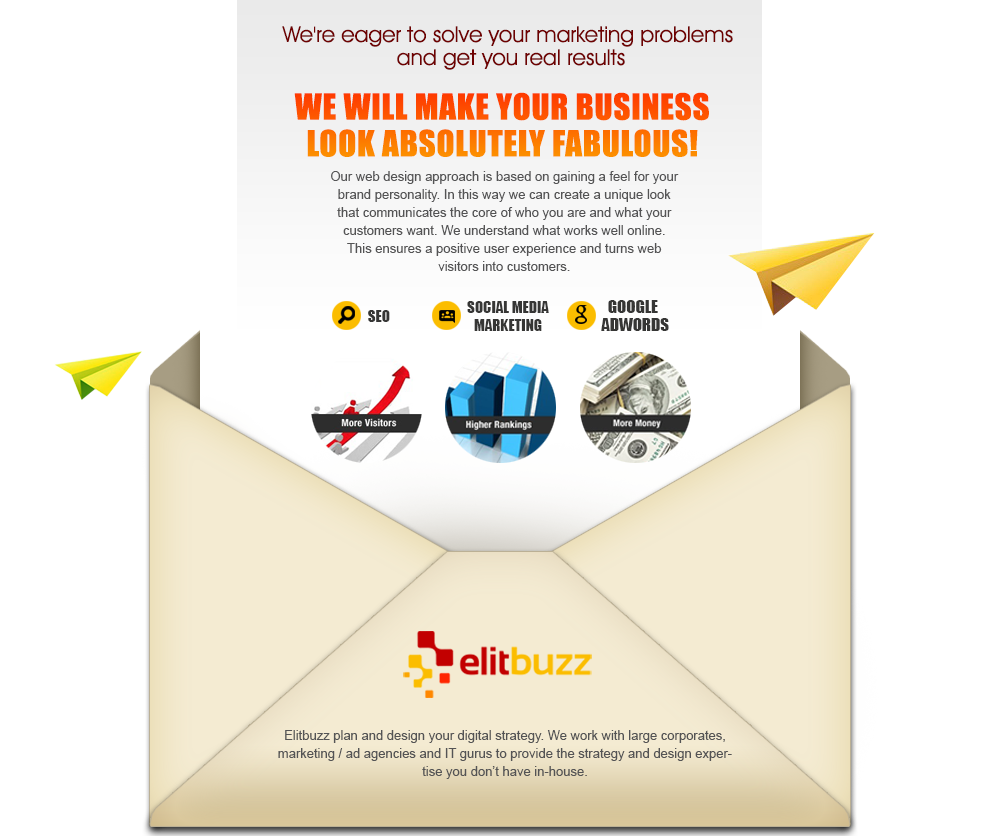 We're eager to solve your marketing problems
and get you real results
WE WILL MAKE YOUR BUSINESS
LOOK ABSOLUTELY FABULOUS!
Our web design approach is based on gaining a feel for your
brand personality. In this way we can create a unique look
that communicates the core of who you are and what your
customers want. We understand what works well online.
This ensures a positive user experience and turns web
visitors into customers.
SEO
SOCIAL MEDIA
MARKETING
g
GOOGLE
ADWORDS
More Visitors
Higher Rankings
More Money
elitbuzz
Elitbuzz plan and design your digital strategy. We work with large corporates,
marketing / ad agencies and IT gurus to provide the strategy and design exper-
tise you don't have in-house.